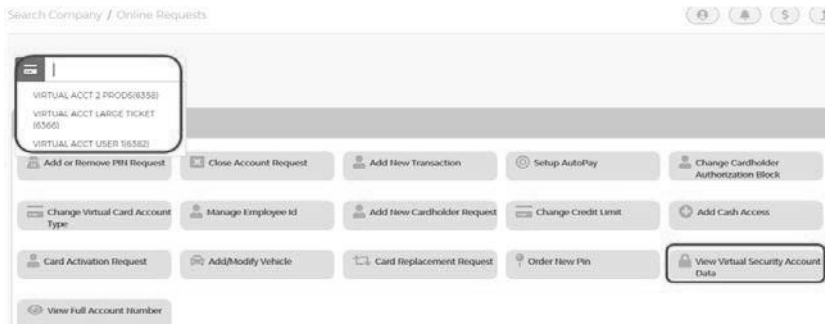 Search Company / Online Requests
VIRTUAL ACCT 2 PRODS(6358)
VIRTUAL ACCT LARGE TICKET
(6366)
VIRTUAL ACCT USER 1(6382)
Add or Remove PIN Request
Close Account Request
Add New Transaction
Setup AutoPay
Change Cardholder
Authorization Block
Change Virtual Card Account
Type
Manage Employee Id
Add New Cardholder Request
Change Credit Limit
Add Cash Access
Card Activation Request
Add/Modify Vehicle
Card Replacement Request
Order New Pin
View Virtual Security Account
Data
View Full Account Number